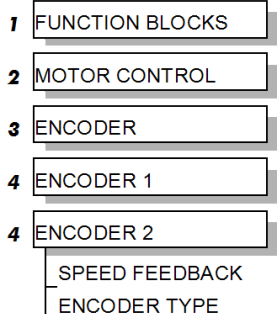 1 FUNCTION BLOCKS
2 MOTOR CONTROL
3 ENCODER
4 ENCODER 1
4 ENCODER 2
SPEED FEEDBACK
ENCODER TYPE